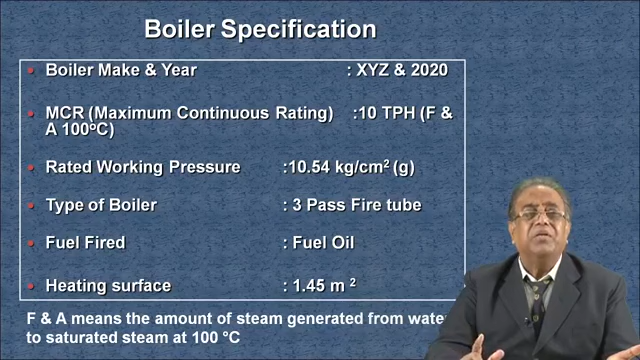 Boiler Specification
• Boiler Make & Year : XYZ & 2020
• MCR (Maximum Continuous Rating) :10 TPH (F &
A 100ºC)
• Rated Working Pressure :10.54 kg/cm² (g)
• Type of Boiler : 3 Pass Fire tube
• Fuel Fired : Fuel Oil
• Heating surface : 1.45 m ²
F & A means the amount of steam generated from water
to saturated steam at 100 °C